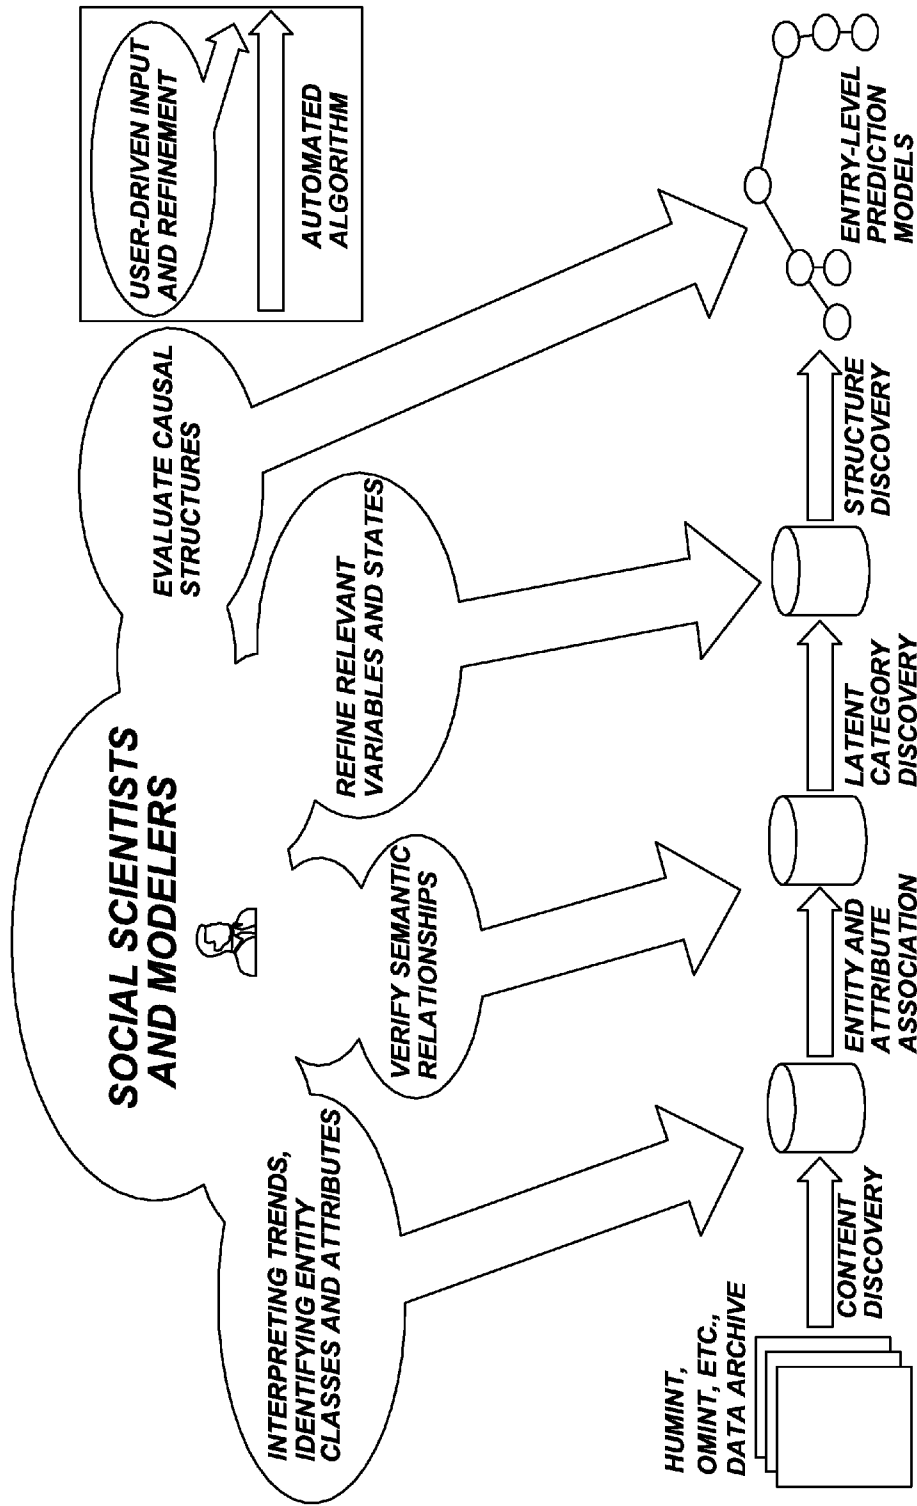 SOCIAL SCIENTISTS
AND MODELERS
USER-DRIVEN INPUT
AND REFINEMENT
AUTOMATED
ALGORITHM
INTERPRETING TRENDS,
IDENTIFYING ENTITY
CLASSES AND ATTRIBUTES
VERIFY SEMANTIC
RELATIONSHIPS
REFINE RELEVANT
VARIABLES AND STATES
EVALUATE CAUSAL
STRUCTURES
HUMINT,
OMINT, ETC.,
DATA ARCHIVE
CONTENT
DISCOVERY
ENTITY AND
ATTRIBUTE
ASSOCIATION
LATENT
CATEGORY
DISCOVERY
STRUCTURE
DISCOVERY
ENTRY-LEVEL
PREDICTION
MODELS